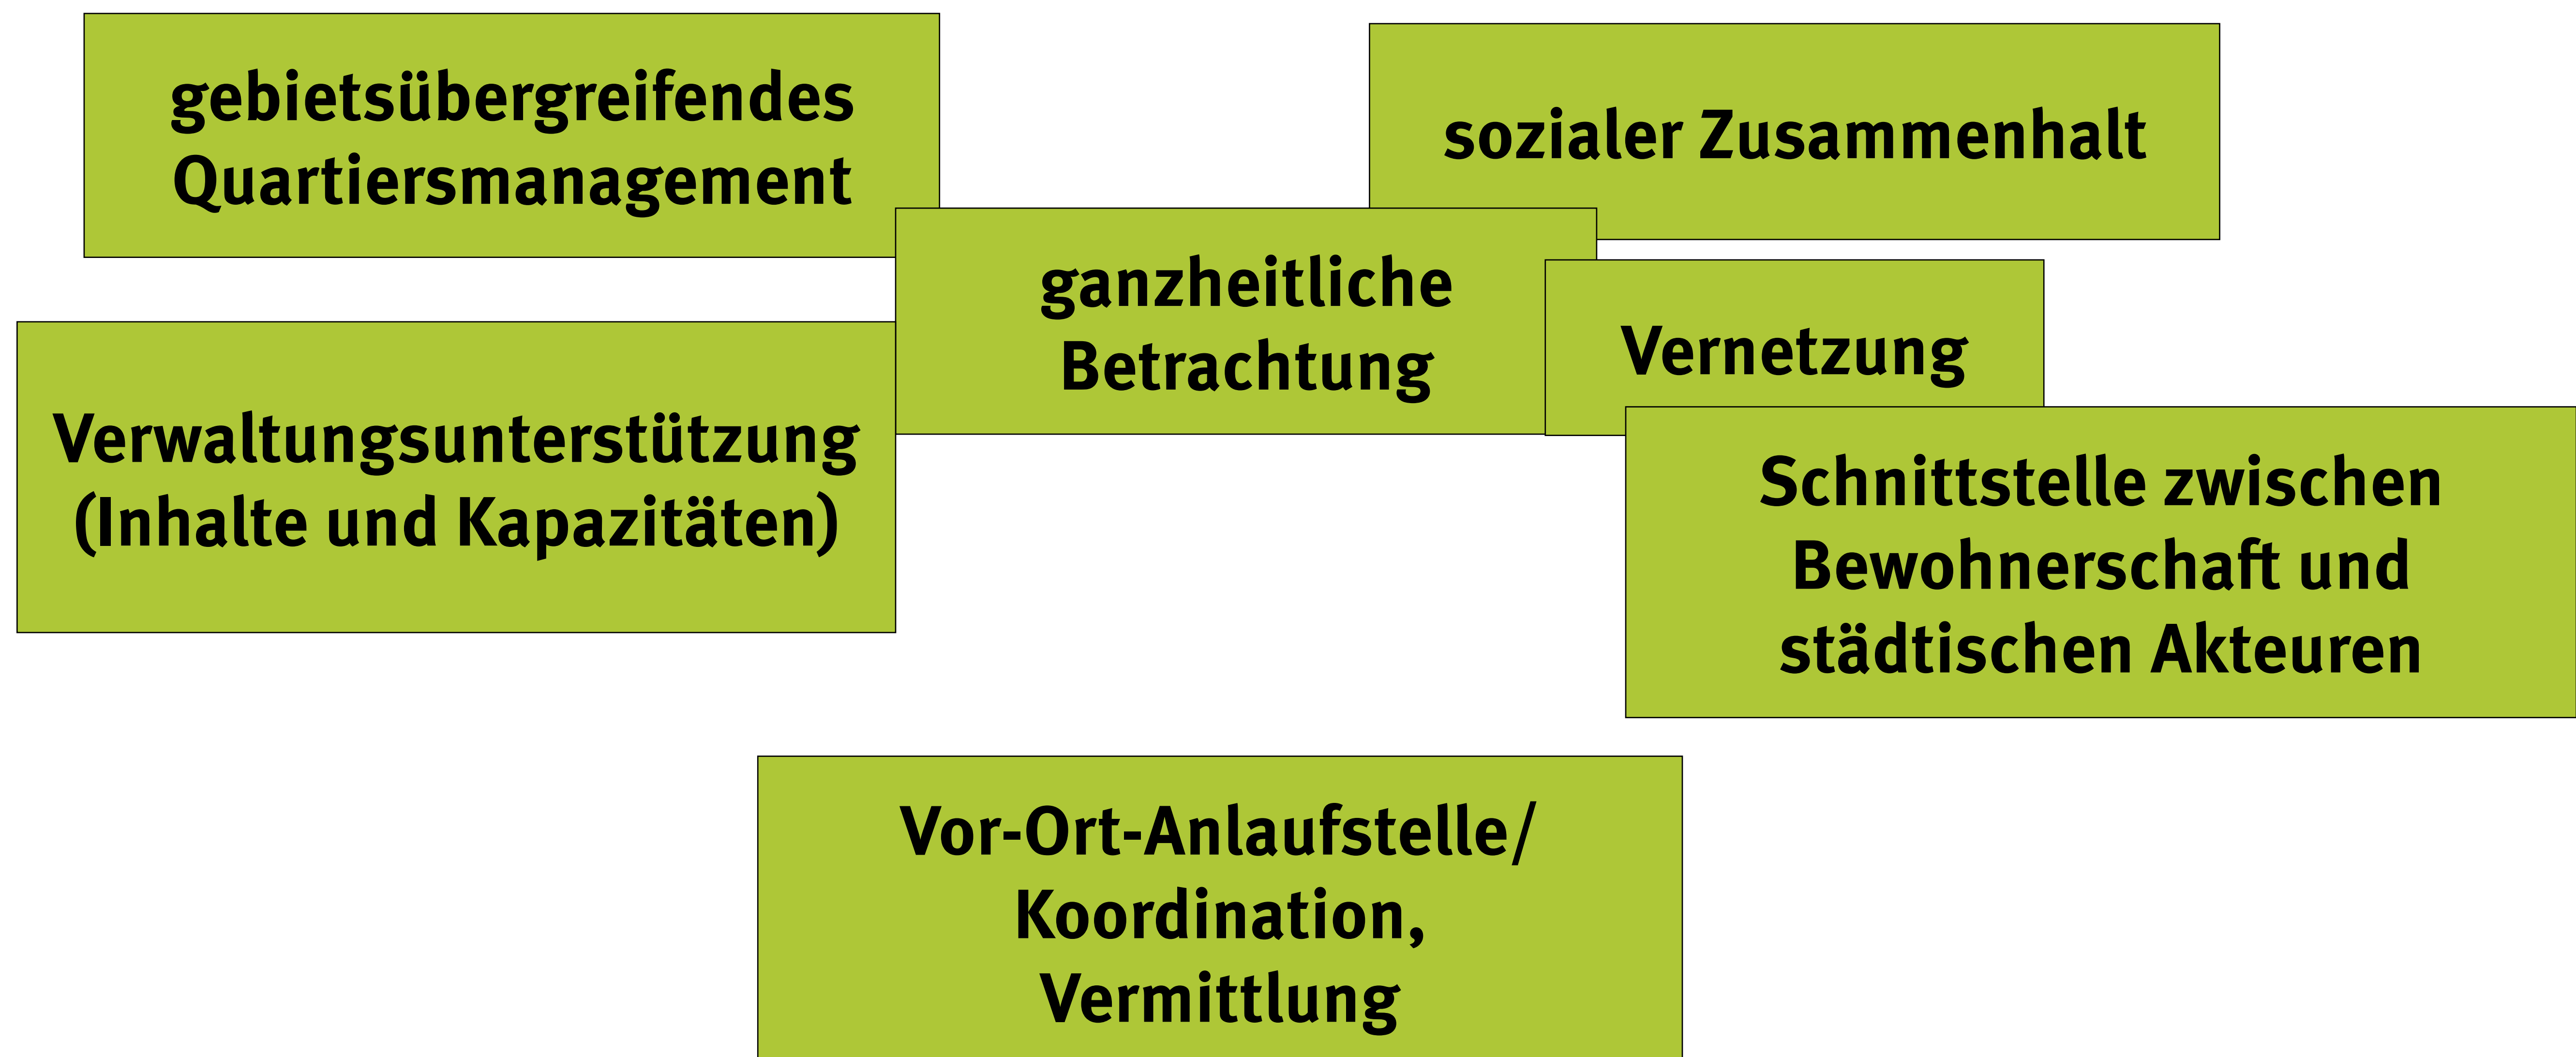 gebietsübergreifendes
Quartiersmanagement
sozialer Zusammenhalt
ganzheitliche
Betrachtung
Vernetzung
Verwaltungsunterstützung
(Inhalte und Kapazitäten)
Schnittstelle zwischen
Bewohnerschaft und
städtischen Akteuren
Vor-Ort-Anlaufstelle/
Koordination,
Vermittlung